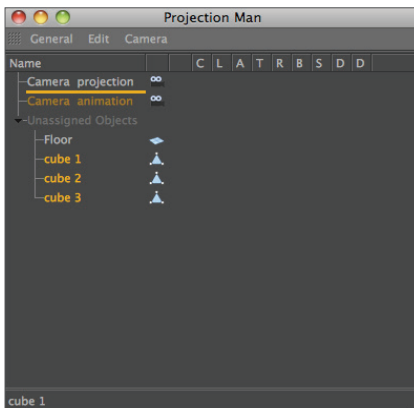 Projection Man
General Edit Camera
Name C L A T R B S D D
Camera projection
Camera animation
Unassigned Objects
Floor
cube 1
cube 2
cube 3
cube 1